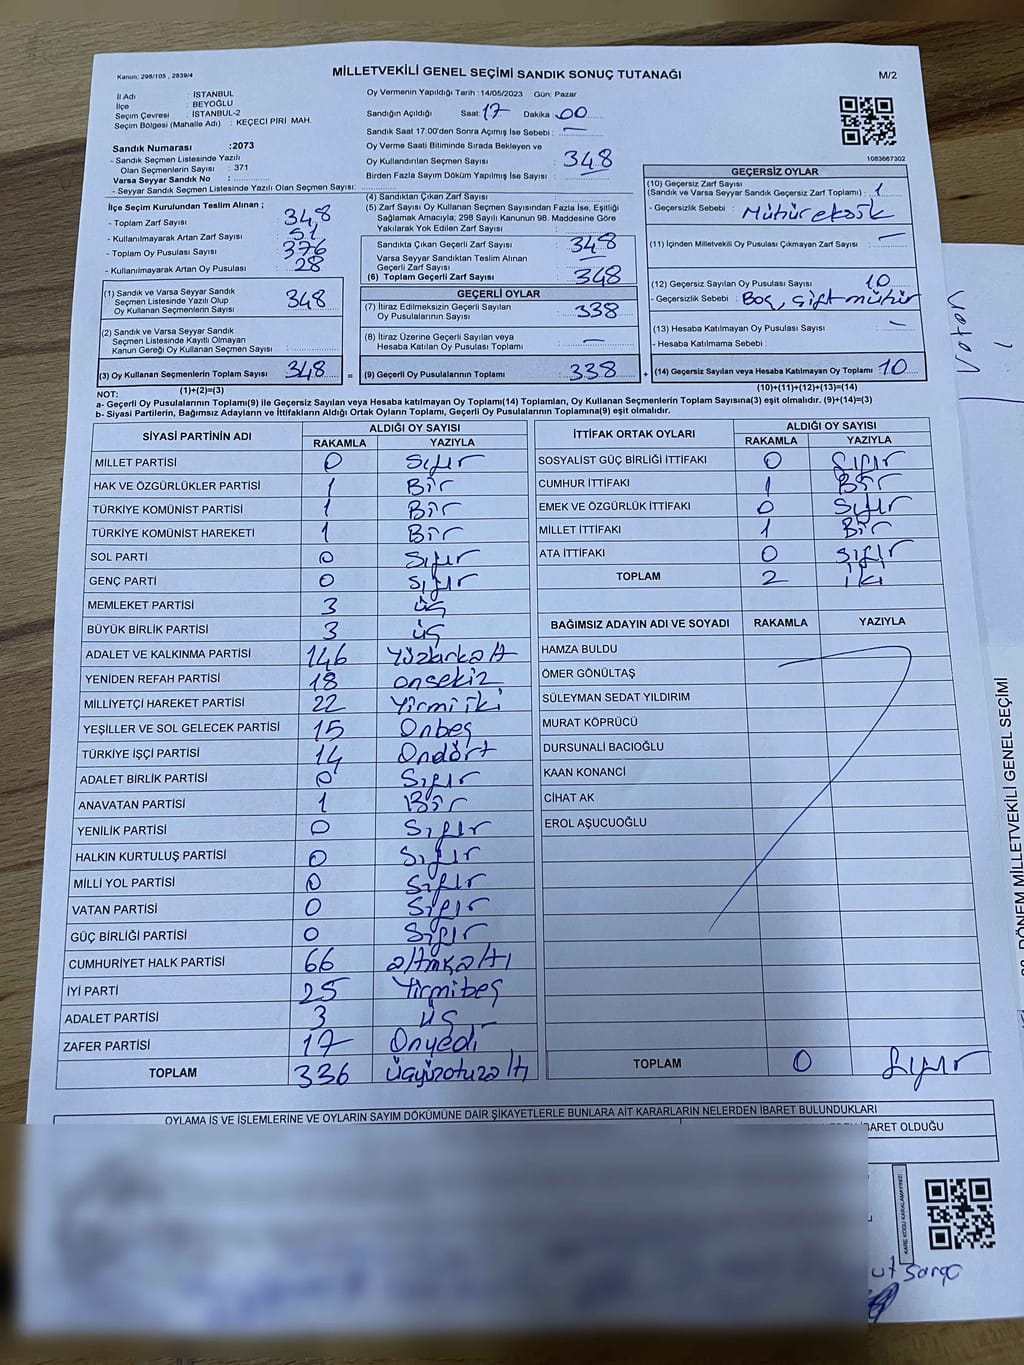 Kanun; 298/105 , 2839/4
MİLLETVEKİLİ GENEL SEÇİMİ SANDIK SONUÇ TUTANAĞI
M/2
İl Adı : İSTANBUL
İlçe : BEYOĞLU
Seçim Çevresi : İSTANBUL-2
Seçim Bölgesi (Mahalle Adı) : KEÇECİ PİRİ MAH.
Sandık Numarası :2073
- Sandık Seçmen Listesinde Yazılı
Olan Seçmenlerin Sayısı : 371
Varsa Seyyar Sandık No :
- Seyyar Sandık Seçmen Listesinde Yazılı Olan Seçmen Sayısı:
Oy Vermenin Yapıldığı Tarih :14/05/2023 Gün: Pazar
Sandığın Açıldığı Saat: 17 Dakika: 00
Sandık Saat 17.00'den Sonra Açımış İse Sebebi : —
Oy Verme Saati Bitiminde Sırada Bekleyen ve
Oy Kullandırılan Seçmen Sayısı : 348
Birden Fazla Sayım Döküm Yapılmış İse Sayısı :
1083667302
İlçe Seçim Kurulundan Teslim Alınan ;
- Toplam Zarf Sayısı : 348
- Kullanılmayarak Artan Zarf Sayısı : 51
- Toplam Oy Pusulası Sayısı : 376
- Kullanılmayarak Artan Oy Pusulası : 28
(1) Sandık ve Varsa Seyyar Sandık
Seçmen Listesinde Yazılı Olup
Oy Kullanan Seçmenlerin Sayısı : 348
(2) Sandık ve Varsa Seyyar Sandık
Seçmen Listesinde Kayıtlı Olmayan
Kanun Gereği Oy Kullanan Seçmen Sayısı :
(3) Oy Kullanan Seçmenlerin Toplam Sayısı : 348 =
(1)+(2)=(3)
(4) Sandıktan Çıkan Zarf Sayısı :
(5) Zarf Sayısı Oy Kullanan Seçmen Sayısından Fazla İse, Eşitliği
Sağlamak Amacıyla; 298 Sayılı Kanunun 98. Maddesine Göre
Yakılarak Yok Edilen Zarf Sayısı :
Sandıkta Çıkan Geçerli Zarf Sayısı : 348
Varsa Seyyar Sandıktan Teslim Alınan
Geçerli Zarf Sayısı :
(6) Toplam Geçerli Zarf Sayısı : 348
GEÇERLİ OYLAR
(7) İtiraz Edilmeksizin Geçerli Sayılan
Oy Pusulalarının Sayısı : 338
(8) İtiraz Üzerine Geçerli Sayılan veya
Hesaba Katılan Oy Pusulası Toplamı : —
(9) Geçerli Oy Pusulalarının Toplamı : 338 +
GEÇERSİZ OYLAR
(10) Geçersiz Zarf Sayısı
(Sandık ve Varsa Seyyar Sandık Geçersiz Zarf Toplamı) : 1
- Geçersizlik Sebebi : Mühür eksik
(11) İçinden Milletvekili Oy Pusulası Çıkmayan Zarf Sayısı : —
(12) Geçersiz Sayılan Oy Pusulası Sayısı : 10
- Geçersizlik Sebebi : Boş, çift mühür
(13) Hesaba Katılmayan Oy Pusulası Sayısı : —
- Hesaba Katılmama Sebebi :
(14) Geçersiz Sayılan veya Hesaba Katılmayan Oy Toplamı : 10
(10)+(11)+(12)+(13)=(14)
NOT:
a- Geçerli Oy Pusulalarının Toplamı(9) ile Geçersiz Sayılan veya Hesaba Katılmayan Oy Toplamı(14) Toplamları, Oy Kullanan Seçmenlerin Toplam Sayısına(3) eşit olmalıdır. (9)+(14)=(3)
b- Siyasi Partilerin, Bağımsız Adayların ve İttifakların Aldığı Ortak Oyların Toplamı, Geçerli Oy Pusulalarının Toplamına(9) eşit olmalıdır.
SİYASİ PARTİNİN ADI ALDIĞI OY SAYISI
RAKAMLA YAZIYLA
MİLLET PARTİSİ 0 Sıfır
HAK VE ÖZGÜRLÜKLER PARTİSİ 1 Bir
TÜRKİYE KOMÜNİST PARTİSİ 1 Bir
TÜRKİYE KOMÜNİST HAREKETİ 1 Bir
SOL PARTİ 0 Sıfır
GENÇ PARTİ 0 Sıfır
MEMLEKET PARTİSİ 3 üç
BÜYÜK BİRLİK PARTİSİ 3 üç
ADALET VE KALKINMA PARTİSİ 146 Yüzkırkaltı
YENİDEN REFAH PARTİSİ 18 onsekiz
MİLLİYETÇİ HAREKET PARTİSİ 22 Yirmiiki
YEŞİLLER VE SOL GELECEK PARTİSİ 15 Onbeş
TÜRKİYE İŞÇİ PARTİSİ 14 Ondört
ADALET BİRLİK PARTİSİ 0 Sıfır
ANAVATAN PARTİSİ 1 Bir
YENİLİK PARTİSİ 0 Sıfır
HALKIN KURTULUŞ PARTİSİ 0 Sıfır
MİLLİ YOL PARTİSİ 0 Sıfır
VATAN PARTİSİ 0 Sıfır
GÜÇ BİRLİĞİ PARTİSİ 0 Sıfır
CUMHURİYET HALK PARTİSİ 66 altmışaltı
İYİ PARTİ 25 Yirmibeş
ADALET PARTİSİ 3 üç
ZAFER PARTİSİ 17 Onyedi
TOPLAM 336 üçyüzotuzaltı
İTTİFAK ORTAK OYLARI ALDIĞI OY SAYISI
RAKAMLA YAZIYLA
SOSYALİST GÜÇ BİRLİĞİ İTTİFAKI 0 Sıfır
CUMHUR İTTİFAKI 1 Bir
EMEK VE ÖZGÜRLÜK İTTİFAKI 0 Sıfır
MİLLET İTTİFAKI 1 Bir
ATA İTTİFAKI 0 sıfır
TOPLAM 2 iki
BAĞIMSIZ ADAYIN ADI VE SOYADI RAKAMLA YAZIYLA
HAMZA BULDU
ÖMER GÖNÜLTAŞ
SÜLEYMAN SEDAT YILDIRIM
MURAT KÖPRÜCÜ
DURSUNALİ BACIOĞLU
KAAN KONANCİ
CİHAT AK
EROL AŞUCUOĞLU
TOPLAM 0 Sıfır
OYLAMA İŞ VE İŞLEMLERİNE VE OYLARIN SAYIM DÖKÜMÜNE DAİR ŞİKAYETLERLE BUNLARA AİT KARARLARIN NELERDEN İBARET BULUNDUKLARI
İBARET OLDUĞU
KARE KODU KARALAMAYINIZ!
DÖNEM MİLLETVEKİLİ GENEL SEÇİMİ